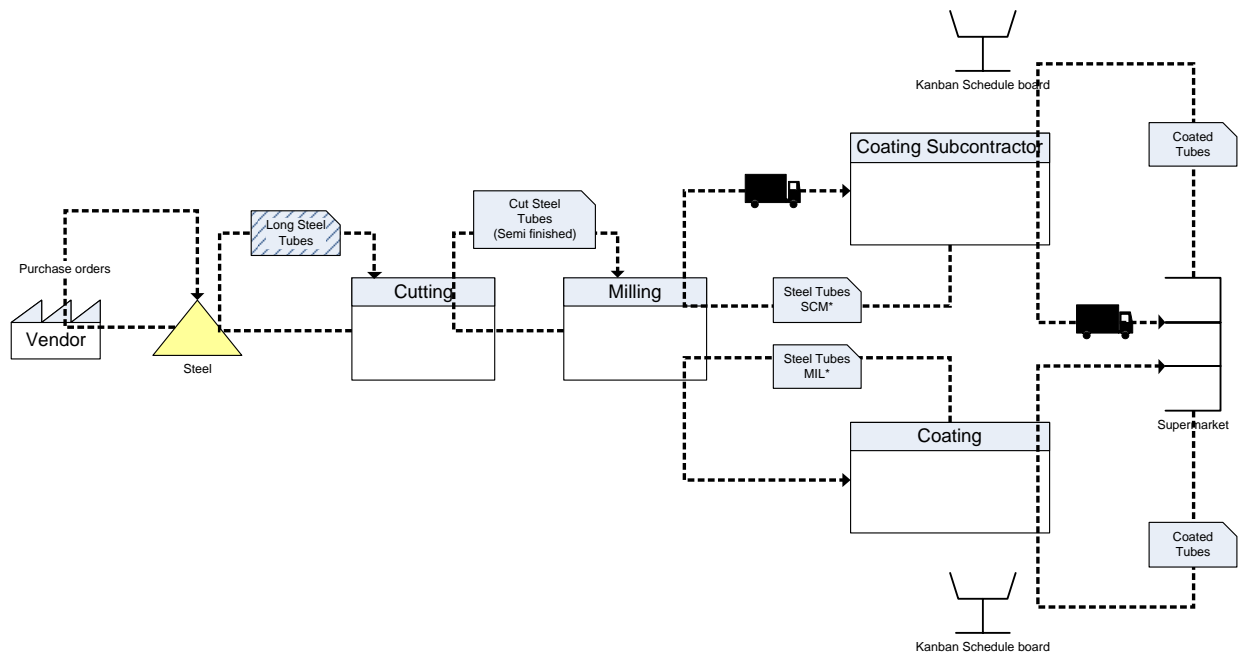 Kanban Schedule board
Coated
Tubes
Coating Subcontractor
Cut Steel
Tubes
(Semi finished)
Long Steel
Tubes
Purchase orders
Cutting
Milling
Steel Tubes
SCM*
Vendor
Steel
Steel Tubes
MIL*
Supermarket
Coating
Coated
Tubes
Kanban Schedule board